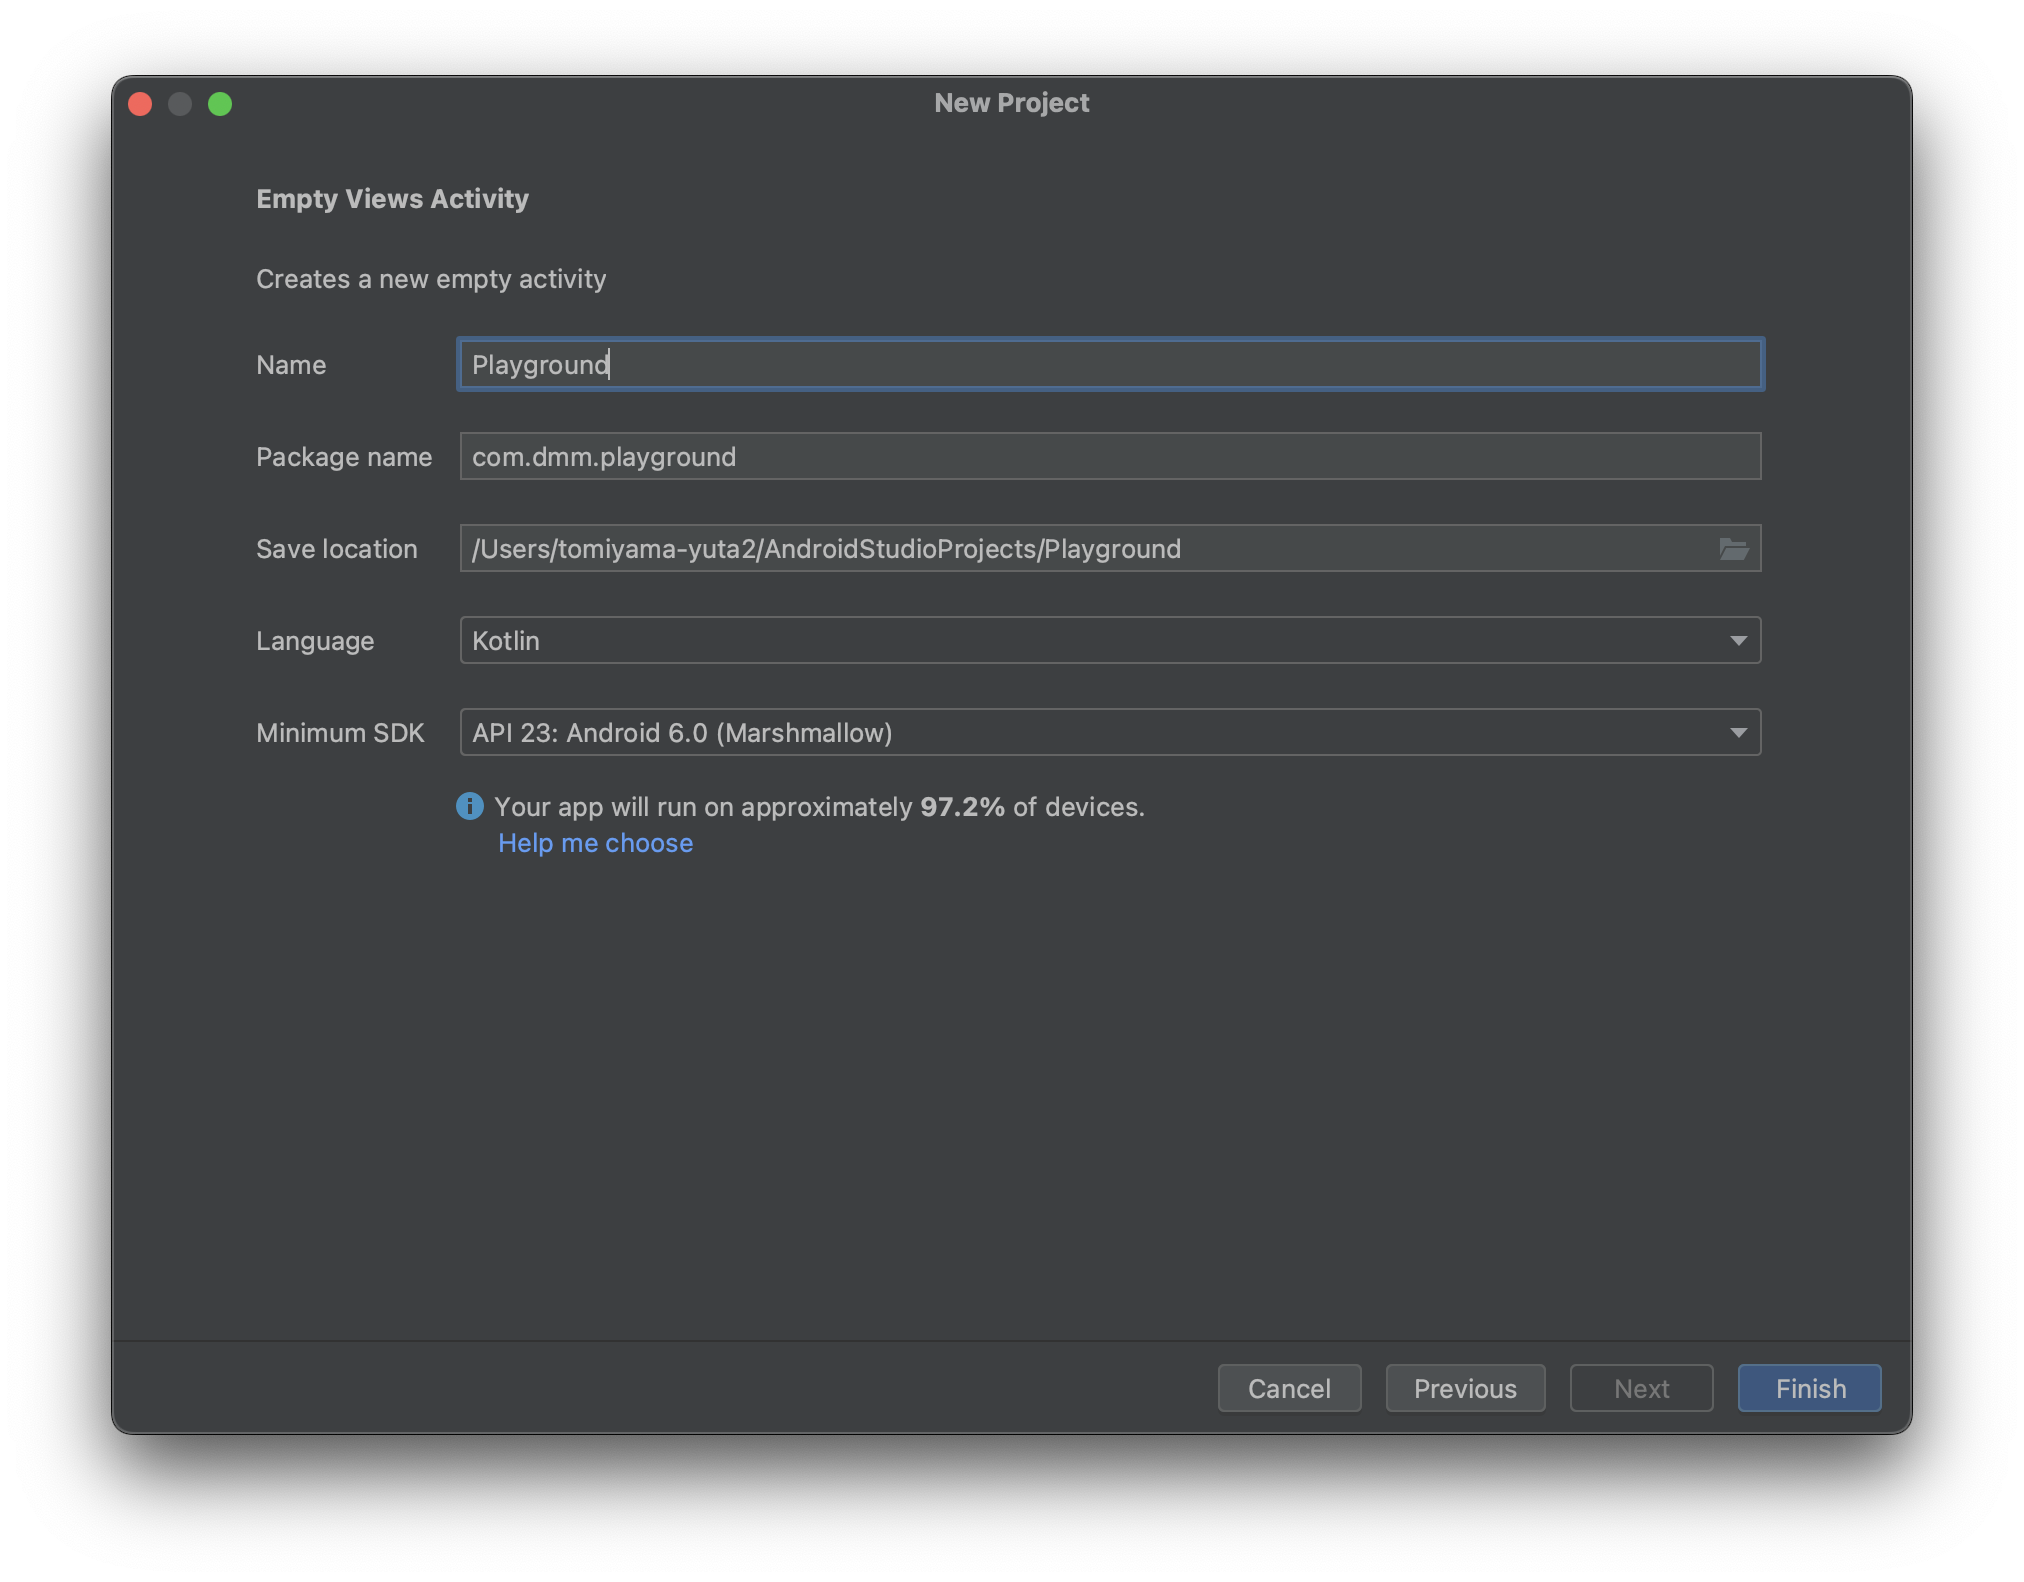 New Project
Empty Views Activity
Creates a new empty activity
Name Playground
Package name com.dmm.playground
Save location /Users/tomiyama-yuta2/AndroidStudioProjects/Playground
Language Kotlin
Minimum SDK API 23: Android 6.0 (Marshmallow)
Your app will run on approximately 97.2% of devices.
Help me choose
Cancel Previous Next Finish